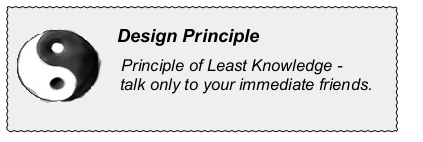 Design Principle
Principle of Least Knowledge -
talk only to your immediate friends.